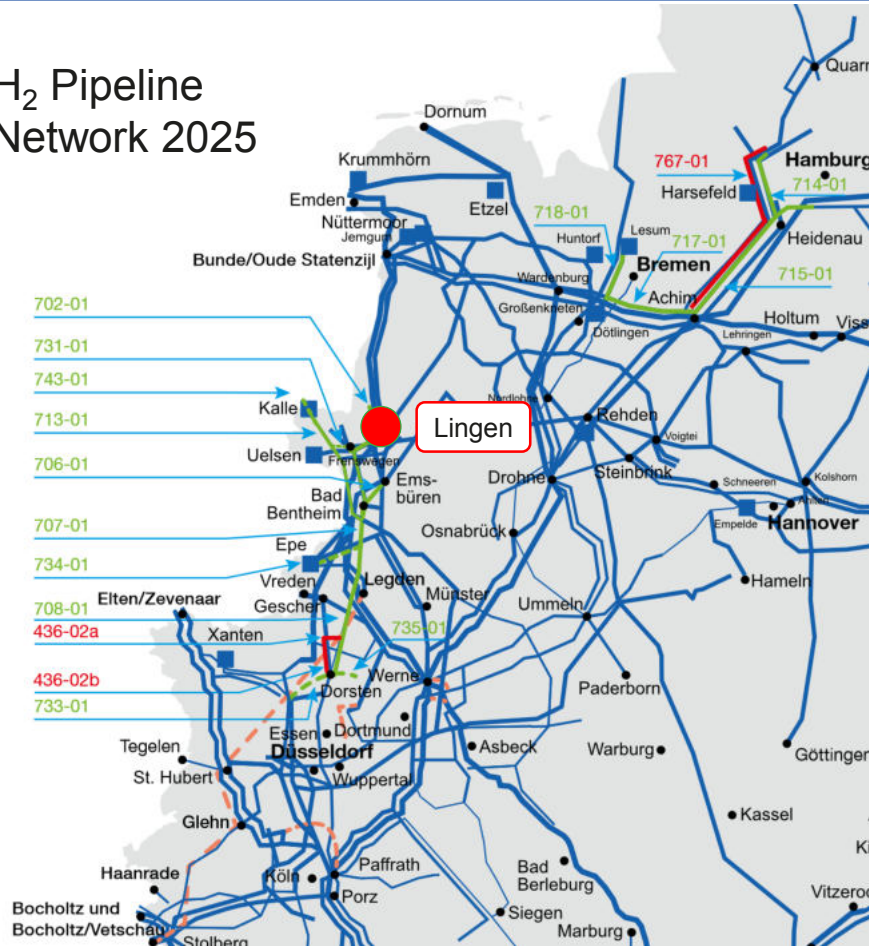 H₂ Pipeline
Network 2025
Dornum
Quarr
Krummhörn
Emden
Etzel
Nüttermoor
Jemgum
Bunde/Oude Statenzijl
767-01
Hamburg
Harsefeld
714-01
718-01
Huntorf
Lesum
717-01
Heidenau
Bremen
Wardenburg
715-01
Achim
Großenkneten
Dötlingen
Holtum
Viss
Lehringen
702-01
731-01
743-01
713-01
706-01
707-01
734-01
708-01
436-02a
436-02b
733-01
735-01
Kalle
Lingen
Nordlohne
Rehden
Frenswegen
Uelsen
Voigtei
Ems-
büren
Drohne
Steinbrink
Schneeren
Kolshorn
Ahlten
Bad
Bentheim
Empelde
Hannover
Osnabrück
Epe
Vreden
Legden
Hameln
Elten/Zevenaar
Gescher
Münster
Ummeln
Xanten
Werne
Dorsten
Paderborn
Essen
Dortmund
Tegelen
Düsseldorf
Asbeck
Warburg
Göttingen
St. Hubert
Wuppertal
Glehn
Kassel
Ki
Haanrade
Köln
Paffrath
Bad
Berleburg
Porz
Vitzero
Bocholtz und
Bocholtz/Vetschau
Siegen
Marburg
Stolberg